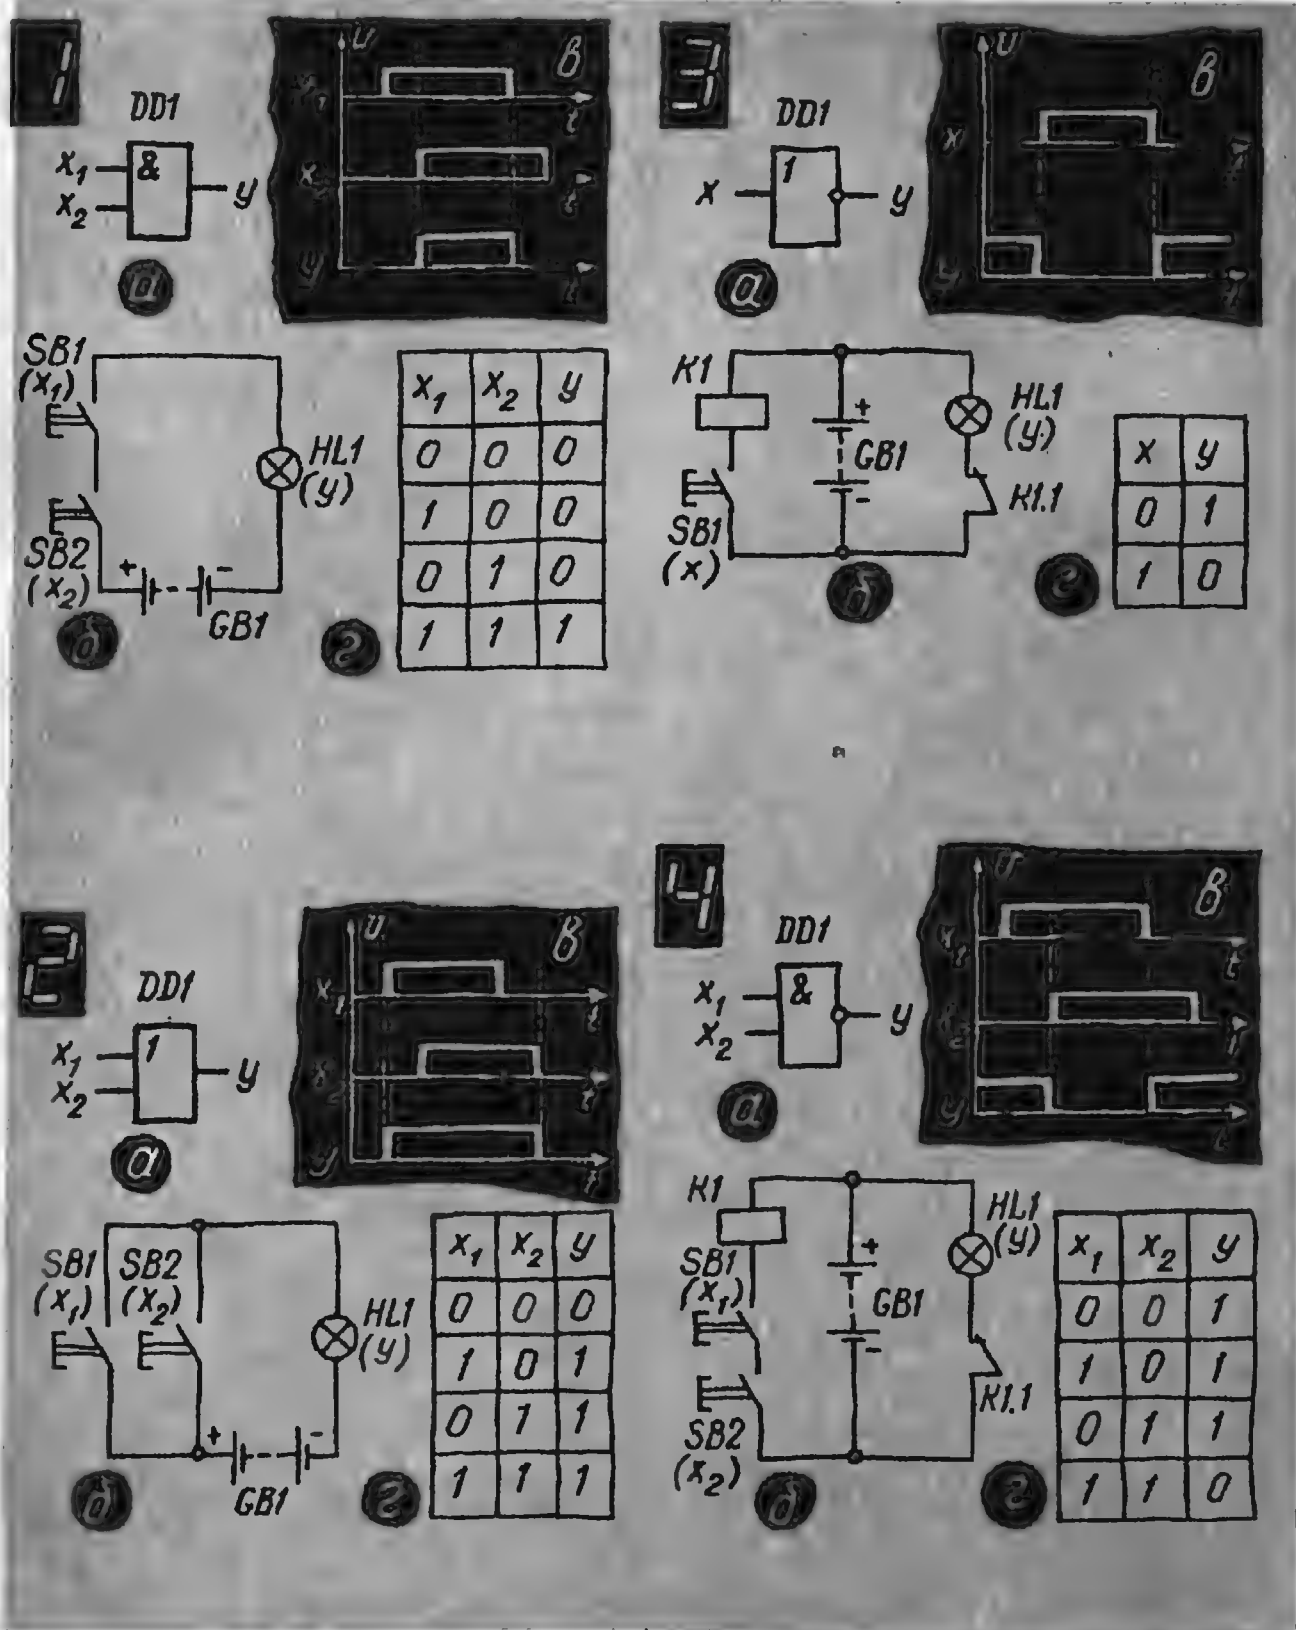 1
DD1
x₁
x₂
&
y
а
U
в
x₁
t
x₂
t
y
t
SB1
(x₁)
SB2
(x₂)
HL1
(y)
+
-
GB1
б
г
x₁ x₂ y
0 0 0
1 0 0
0 1 0
1 1 1
3
DD1
x
1
y
а
U
в
x
y
K1
SB1
(x)
+
GB1
-
HL1
(y)
K1.1
б
г
x y
0 1
1 0
2
DD1
x₁
x₂
1
y
а
U
в
x₁
t
t
y
t
SB1
(x₁)
SB2
(x₂)
HL1
(y)
+
-
GB1
б
г
x₁ x₂ y
0 0 0
1 0 1
0 1 1
1 1 1
4
DD1
x₁
x₂
&
y
а
U
в
x₁
t
t
y
t
K1
SB1
(x₁)
SB2
(x₂)
+
GB1
-
HL1
(y)
K1.1
б
г
x₁ x₂ y
0 0 1
1 0 1
0 1 1
1 1 0